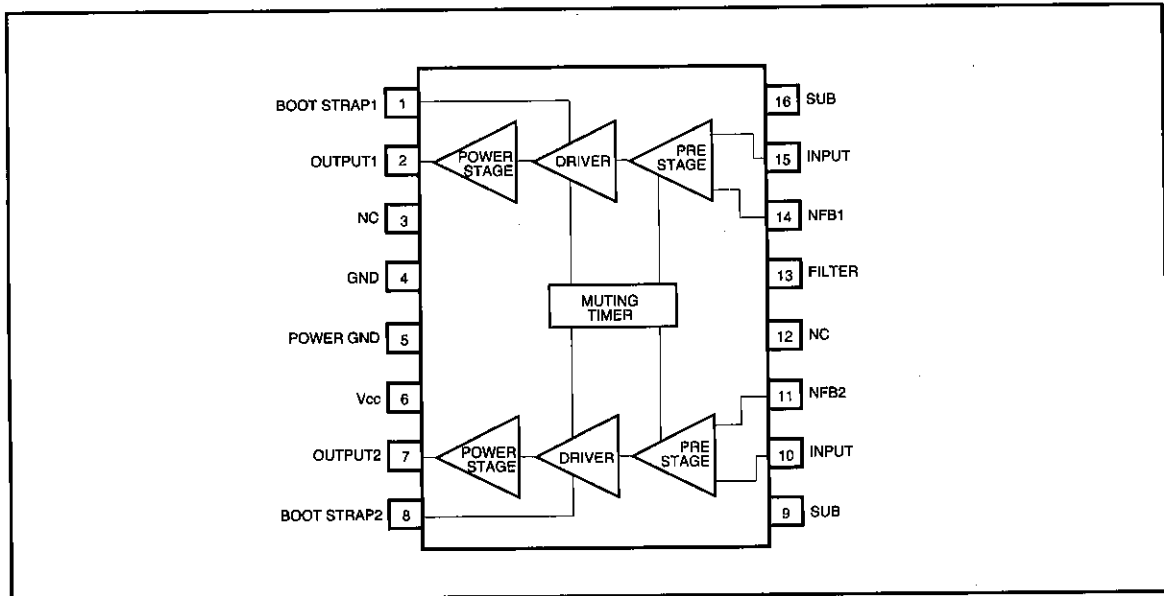 BOOT STRAP1 1
OUTPUT1 2
NC 3
GND 4
POWER GND 5
Vcc 6
OUTPUT2 7
BOOT STRAP2 8
POWER
STAGE
DRIVER
PRE
STAGE
MUTING
TIMER
POWER
STAGE
DRIVER
PRE
STAGE
16 SUB
15 INPUT
14 NFB1
13 FILTER
12 NC
11 NFB2
10 INPUT
9 SUB